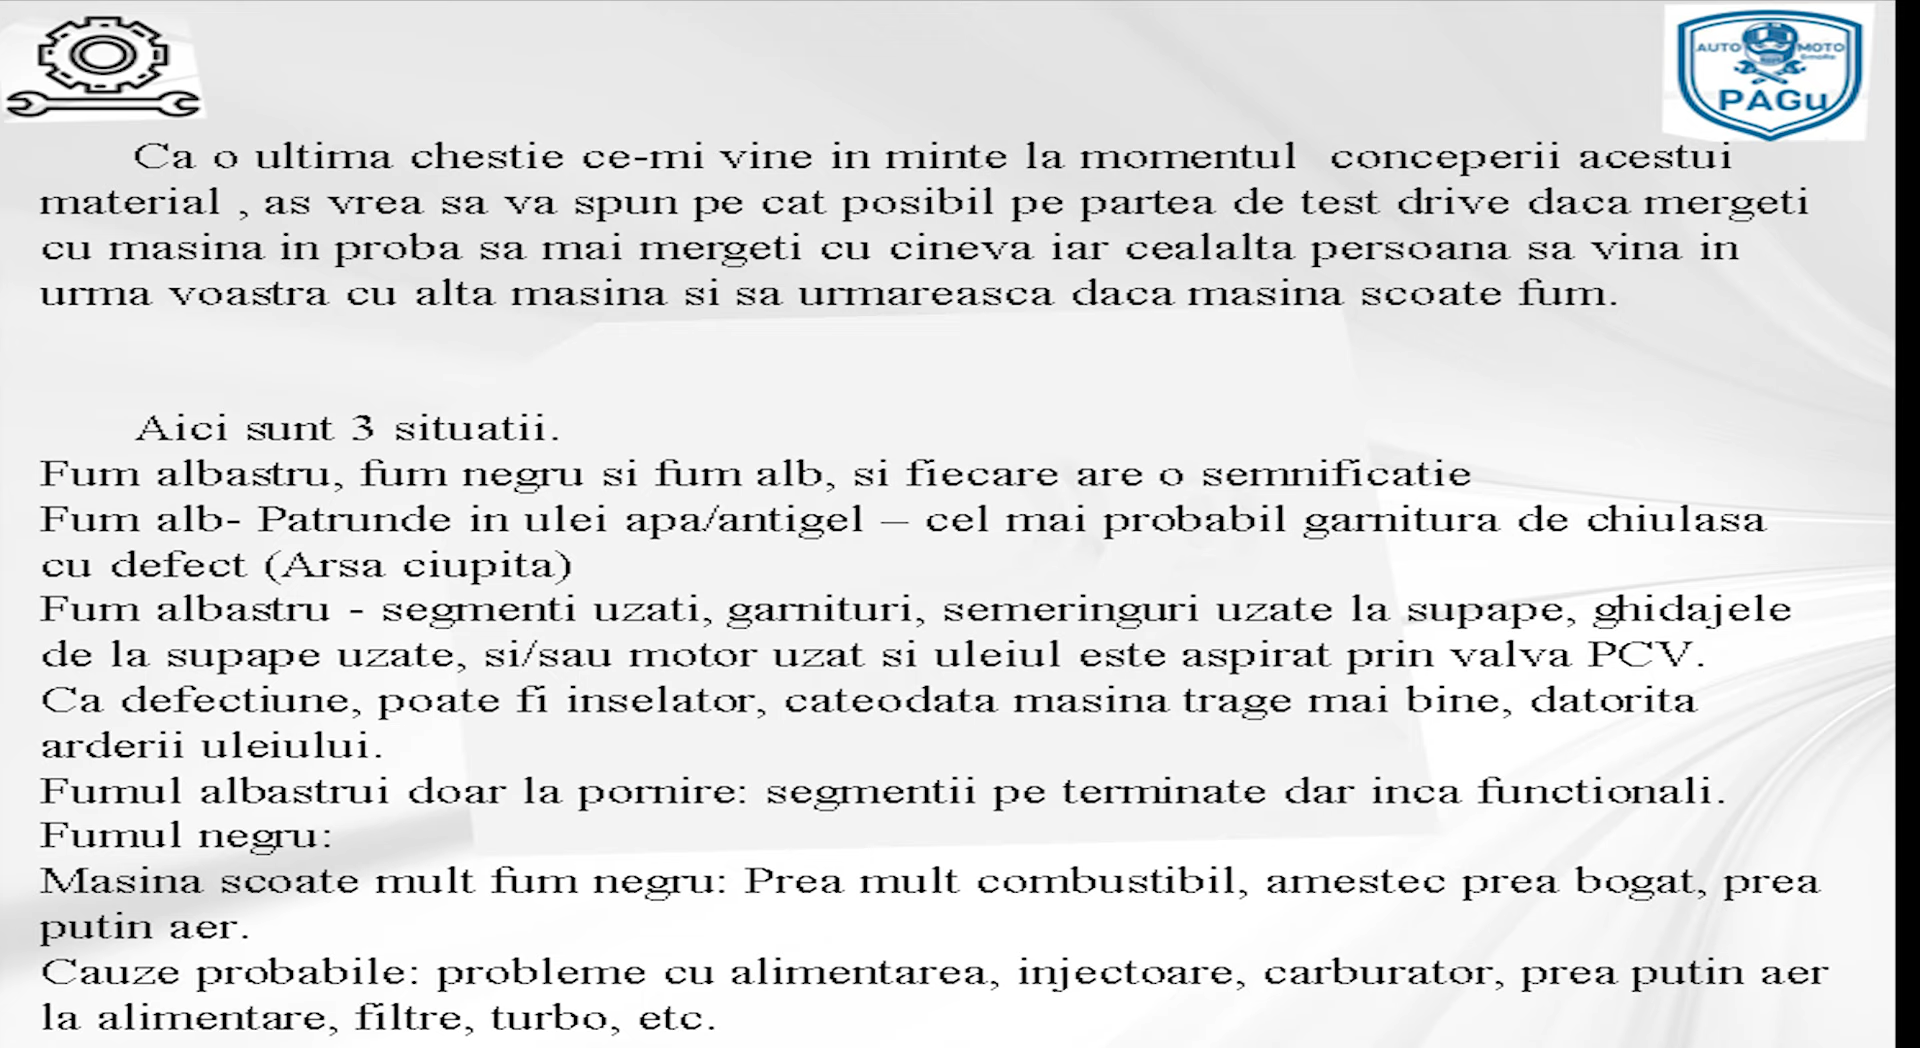 AUTO MOTO
PAGu
Ca o ultima chestie ce-mi vine in minte la momentul conceperii acestui
material , as vrea sa va spun pe cat posibil pe partea de test drive daca mergeti
cu masina in proba sa mai mergeti cu cineva iar cealalta persoana sa vina in
urma voastra cu alta masina si sa urmareasca daca masina scoate fum.
Aici sunt 3 situatii.
Fum albastru, fum negru si fum alb, si fiecare are o semnificatie
Fum alb- Patrunde in ulei apa/antigel – cel mai probabil garnitura de chiulasa
cu defect (Arsa ciupita)
Fum albastru - segmenti uzati, garnituri, semeringuri uzate la supape, ghidajele
de la supape uzate, si/sau motor uzat si uleiul este aspirat prin valva PCV.
Ca defectiune, poate fi inselator, cateodata masina trage mai bine, datorita
arderii uleiului.
Fumul albastrui doar la pornire: segmentii pe terminate dar inca functionali.
Fumul negru:
Masina scoate mult fum negru: Prea mult combustibil, amestec prea bogat, prea
putin aer.
Cauze probabile: probleme cu alimentarea, injectoare, carburator, prea putin aer
la alimentare, filtre, turbo, etc.